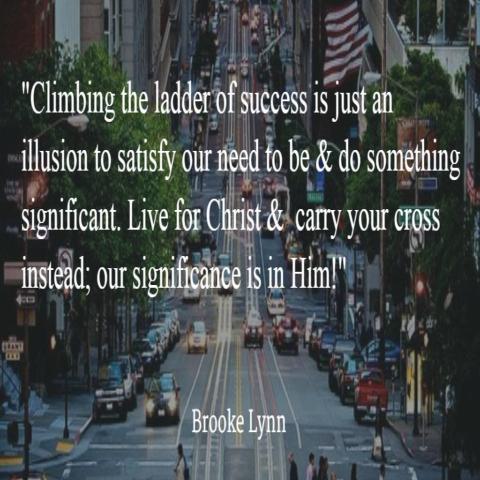 "Climbing the ladder of success is just an
illusion to satisfy our need to be & do something
significant. Live for Christ &  carry your cross
instead; our significance is in Him!"
Brooke Lynn